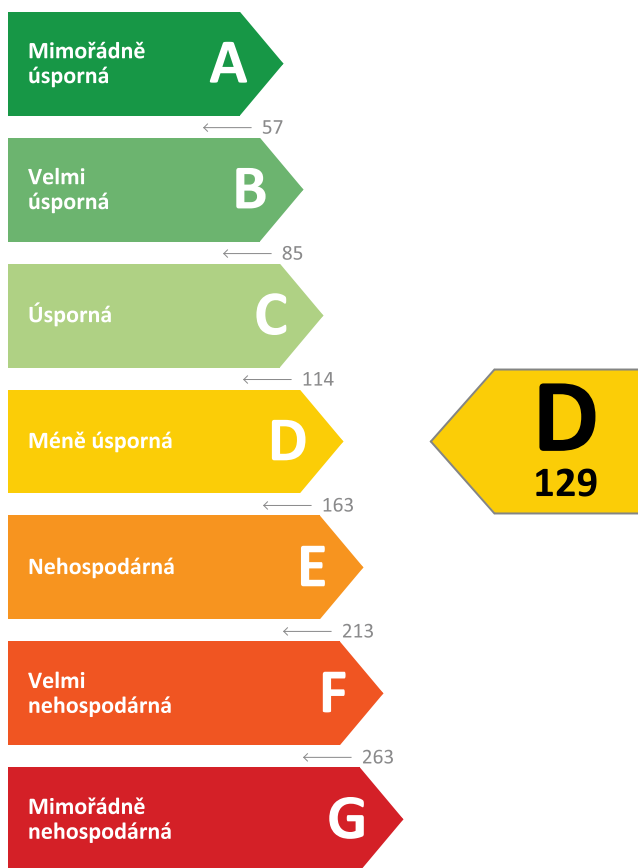 Mimořádně
úsporná
A
57
Velmi
úsporná
B
85
Úsporná
C
114
Méně úsporná
D
D
129
163
Nehospodárná
E
213
Velmi
nehospodárná
F
263
Mimořádně
nehospodárná
G